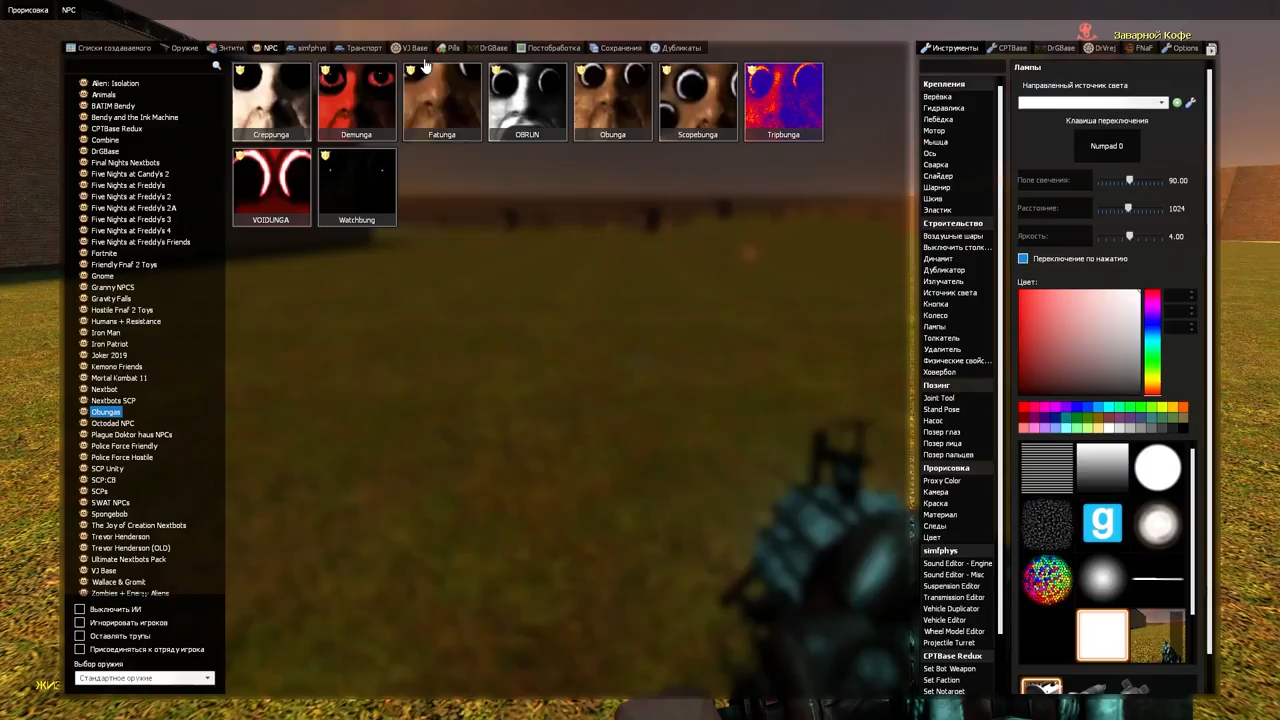 Прорисовка
NPC
Заварной Кофе
Списки создаваемого
Оружие
Энтити
NPC
simfphys
Транспорт
VJ Base
Pills
DrGBase
Постобработка
Сохранения
Дубликаты
Инструменты
CPTBase
DrGBase
DrVrej
FNaF
Options
Alien: Isolation
Animals
BATIM Bendy
Bendy and the Ink Machine
CPTBase Redux
Combine
DrGBase
Final Nights Nextbots
Five Nights at Candy's 2
Five Nights at Freddy's
Five Nights at Freddy's 2
Five Nights at Freddy's 2A
Five Nights at Freddy's 3
Five Nights at Freddy's 4
Five Nights at Freddy's Friends
Fortnite
Friendly Fnaf 2 Toys
Gnome
Granny NPCS
Gravity Falls
Hostile Fnaf 2 Toys
Humans + Resistance
Iron Man
Iron Patriot
Joker 2019
Kemono Friends
Mortal Kombat 11
Nextbot
Nextbots SCP
Obungas
Octodad NPC
Plague Doktor haus NPCs
Police Force Friendly
Police Force Hostile
SCP Unity
SCP:CB
SCPs
SWAT NPCs
Spongebob
The Joy of Creation Nextbots
Trevor Henderson
Trevor Henderson (OLD)
Ultimate Nextbots Pack
VJ Base
Wallace & Gromit
Zombies + Enemy Aliens
Выключить ИИ
Игнорировать игроков
Оставлять трупы
Присоединяться к отряду игрока
Выбор оружия
Стандартное оружие
Creppunga
Demunga
Fatunga
OBRUN
Obunga
Scopebunga
Tripbunga
VOIDUNGA
Watchbung
Крепления
Верёвка
Гидравлика
Лебёдка
Мотор
Мышца
Ось
Сварка
Слайдер
Шарнир
Шкив
Эластик
Строительство
Воздушные шары
Выключить столк...
Динамит
Дубликатор
Излучатель
Источник света
Кнопка
Колесо
Лампы
Толкатель
Удалитель
Физические свойс...
Ховербол
Позинг
Joint Tool
Stand Pose
Насос
Позер глаз
Позер лица
Позер пальцев
Прорисовка
Proxy Color
Камера
Краска
Материал
Следы
Цвет
simfphys
Sound Editor - Engine
Sound Editor - Misc
Suspension Editor
Transmission Editor
Vehicle Duplicator
Vehicle Editor
Wheel Model Editor
Projectile Turret
CPTBase Redux
Set Bot Weapon
Set Faction
Set Notarget
Лампы
Направленный источник света
Клавиша переключения
Numpad 0
Поле свечения:
90.00
Расстояние:
1024
Яркость:
4.00
Переключение по нажатию
Цвет:
g